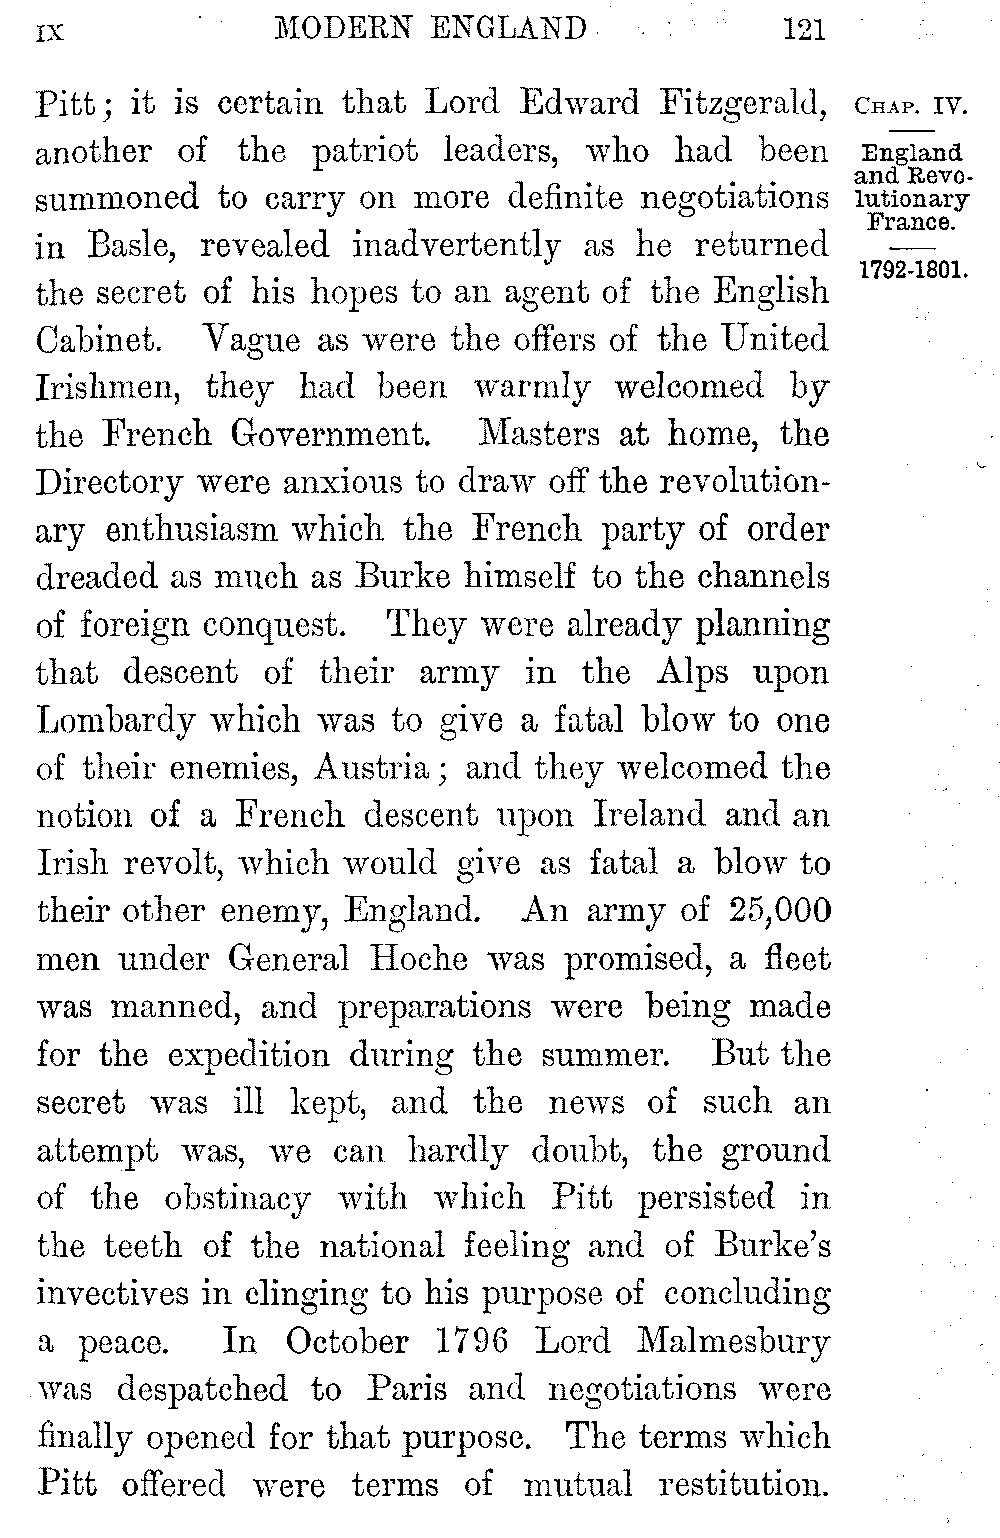 IX MODERN ENGLAND 121
Pitt; it is certain that Lord Edward Fitzgerald,
another of the patriot leaders, who had been
summoned to carry on more definite negotiations
in Basle, revealed inadvertently as he returned
the secret of his hopes to an agent of the English
Cabinet. Vague as were the offers of the United
Irishmen, they had been warmly welcomed by
the French Government. Masters at home, the
Directory were anxious to draw off the revolution-
ary enthusiasm which the French party of order
dreaded as much as Burke himself to the channels
of foreign conquest. They were already planning
that descent of their army in the Alps upon
Lombardy which was to give a fatal blow to one
of their enemies, Austria; and they welcomed the
notion of a French descent upon Ireland and an
Irish revolt, which would give as fatal a blow to
their other enemy, England. An army of 25,000
men under General Hoche was promised, a fleet
was manned, and preparations were being made
for the expedition during the summer. But the
secret was ill kept, and the news of such an
attempt was, we can hardly doubt, the ground
of the obstinacy with which Pitt persisted in
the teeth of the national feeling and of Burke's
invectives in clinging to his purpose of concluding
a peace. In October 1796 Lord Malmesbury
was despatched to Paris and negotiations were
finally opened for that purpose. The terms which
Pitt offered were terms of mutual restitution.
CHAP. IV.
England
and Revo-
lutionary
France.
1792-1801.